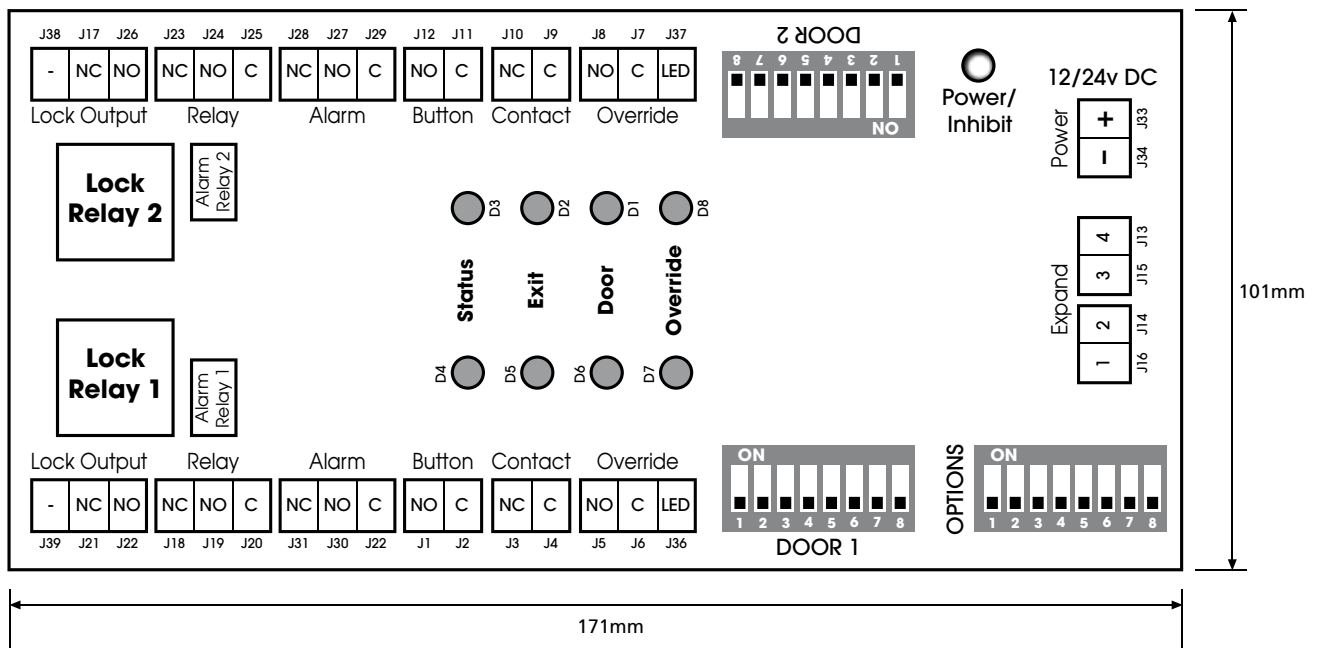 J38 J17 J26 J23 J24 J25 J28 J27 J29 J12 J11 J10 J9 J8 J7 J37
- NC NO NC NO C NC NO C NO C NC C NO C LED
Lock Output Relay Alarm Button Contact Override
DOOR 2
8 7 6 5 4 3 2 1
ON
Power/
Inhibit
12/24v DC
Power
+ J33
- J34
Lock
Relay 2
Alarm
Relay 2
D3 D2 D1 D8
Status Exit Door Override
D4 D5 D6 D7
Expand
4 J13
3 J15
2 J14
1 J16
Lock
Relay 1
Alarm
Relay 1
101mm
Lock Output Relay Alarm Button Contact Override
- NC NO NC NO C NC NO C NO C NC C NO C LED
J39 J21 J22 J18 J19 J20 J31 J30 J22 J1 J2 J3 J4 J5 J6 J36
ON
1 2 3 4 5 6 7 8
DOOR 1
OPTIONS
ON
1 2 3 4 5 6 7 8
171mm